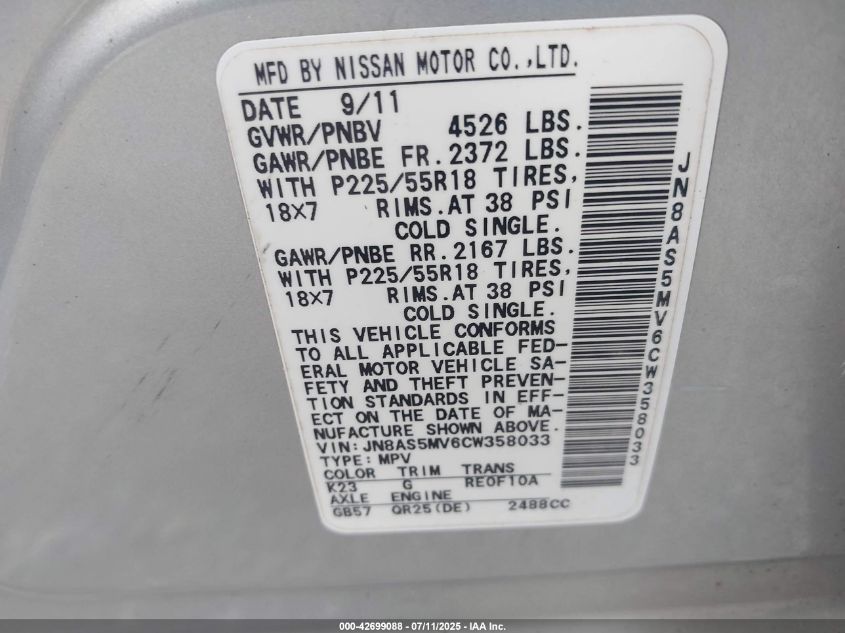 MFD BY NISSAN MOTOR CO.,LTD.
DATE 9/11
GVWR/PNBV 4526 LBS.
GAWR/PNBE FR. 2372 LBS.
WITH P225/55R18 TIRES,
18X7 RIMS.AT 38 PSI
COLD SINGLE.
GAWR/PNBE RR. 2167 LBS.
WITH P225/55R18 TIRES,
18X7 RIMS.AT 38 PSI
COLD SINGLE.
THIS VEHICLE CONFORMS
TO ALL APPLICABLE FED-
ERAL MOTOR VEHICLE SA-
FETY AND THEFT PREVEN-
TION STANDARDS IN EFF-
ECT ON THE DATE OF MA-
NUFACTURE SHOWN ABOVE.
VIN:JN8AS5MV6CW358033
TYPE:MPV
COLOR TRIM TRANS
K23 G RE0F10A
AXLE ENGINE
GB57 QR25(DE) 2488CC
JN8AS5MV6CW358033
000-42699088 - 07/11/2025 - IAA Inc.